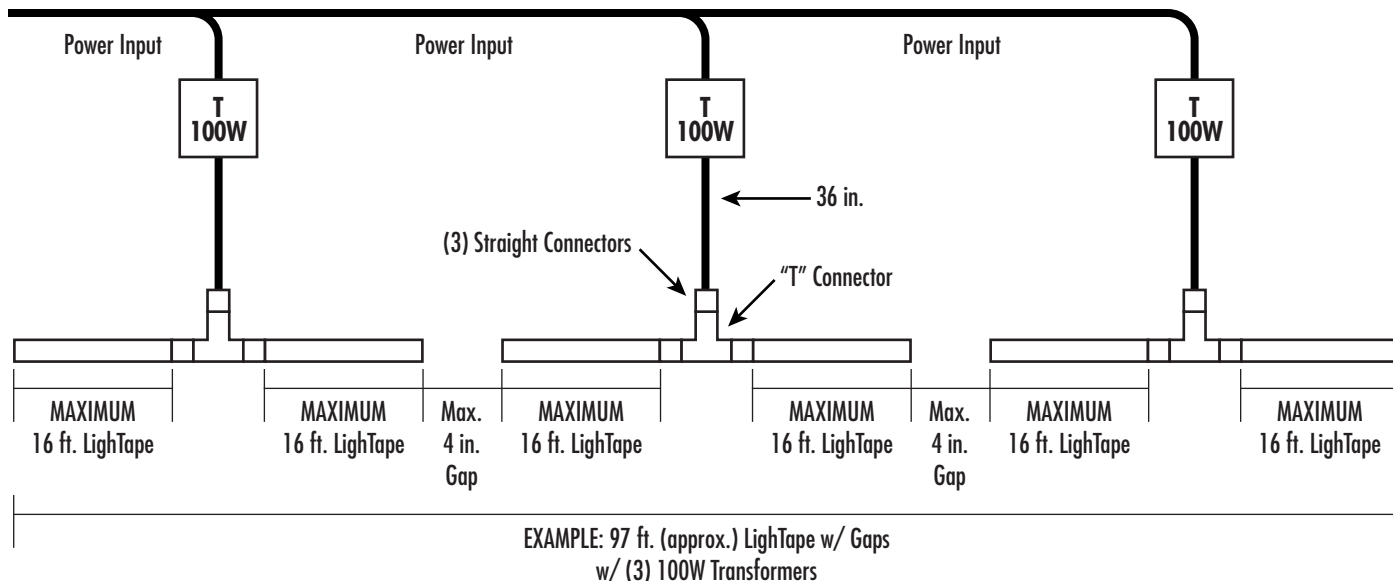 Power Input
Power Input
Power Input
T
100W
T
100W
T
100W
36 in.
(3) Straight Connectors
“T” Connector
MAXIMUM
16 ft. LighTape
MAXIMUM
16 ft. LighTape
Max.
4 in.
Gap
MAXIMUM
16 ft. LighTape
MAXIMUM
16 ft. LighTape
Max.
4 in.
Gap
MAXIMUM
16 ft. LighTape
MAXIMUM
16 ft. LighTape
EXAMPLE: 97 ft. (approx.) LighTape w/ Gaps
w/ (3) 100W Transformers